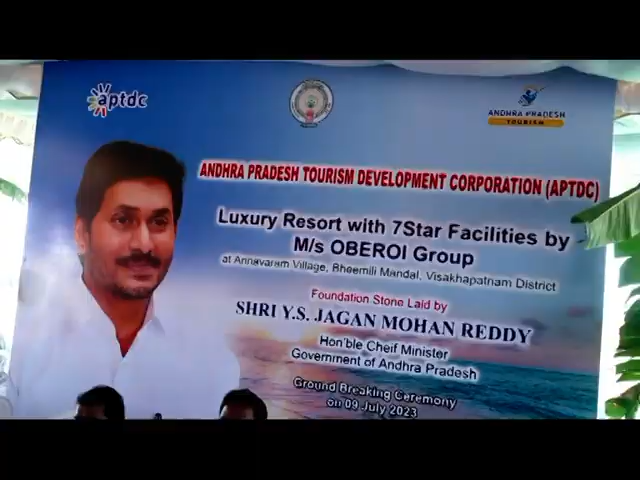 aptdc
ANDHRA PRADESH
TOURISM
ANDHRA PRADESH TOURISM DEVELOPMENT CORPORATION (APTDC)
Luxury Resort with 7Star Facilities by
M/s OBEROI Group
at Annavaram Village, Bheemili Mandal, Visakhapatnam District
Foundation Stone Laid by
SHRI Y.S. JAGAN MOHAN REDDY
Hon'ble Cheif Minister
Government of Andhra Pradesh
Ground Breaking Ceremony
on 09 July 2023